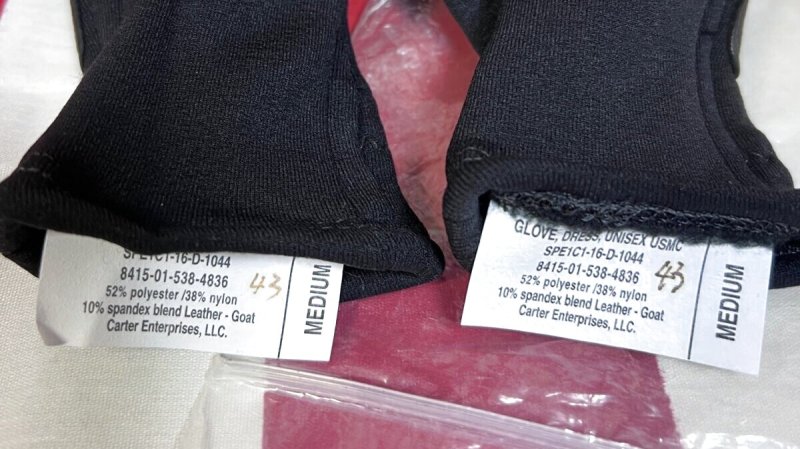 SPE1C1-16-D-1044
8415-01-538-4836
52% polyester /38% nylon
10% spandex blend Leather - Goat
Carter Enterprises, LLC.
43
MEDIUM
GLOVE, DRESS, UNISEX USMC
SPE1C1-16-D-1044
8415-01-538-4836
52% polyester /38% nylon
10% spandex blend Leather - Goat
Carter Enterprises, LLC.
43
MEDIUM